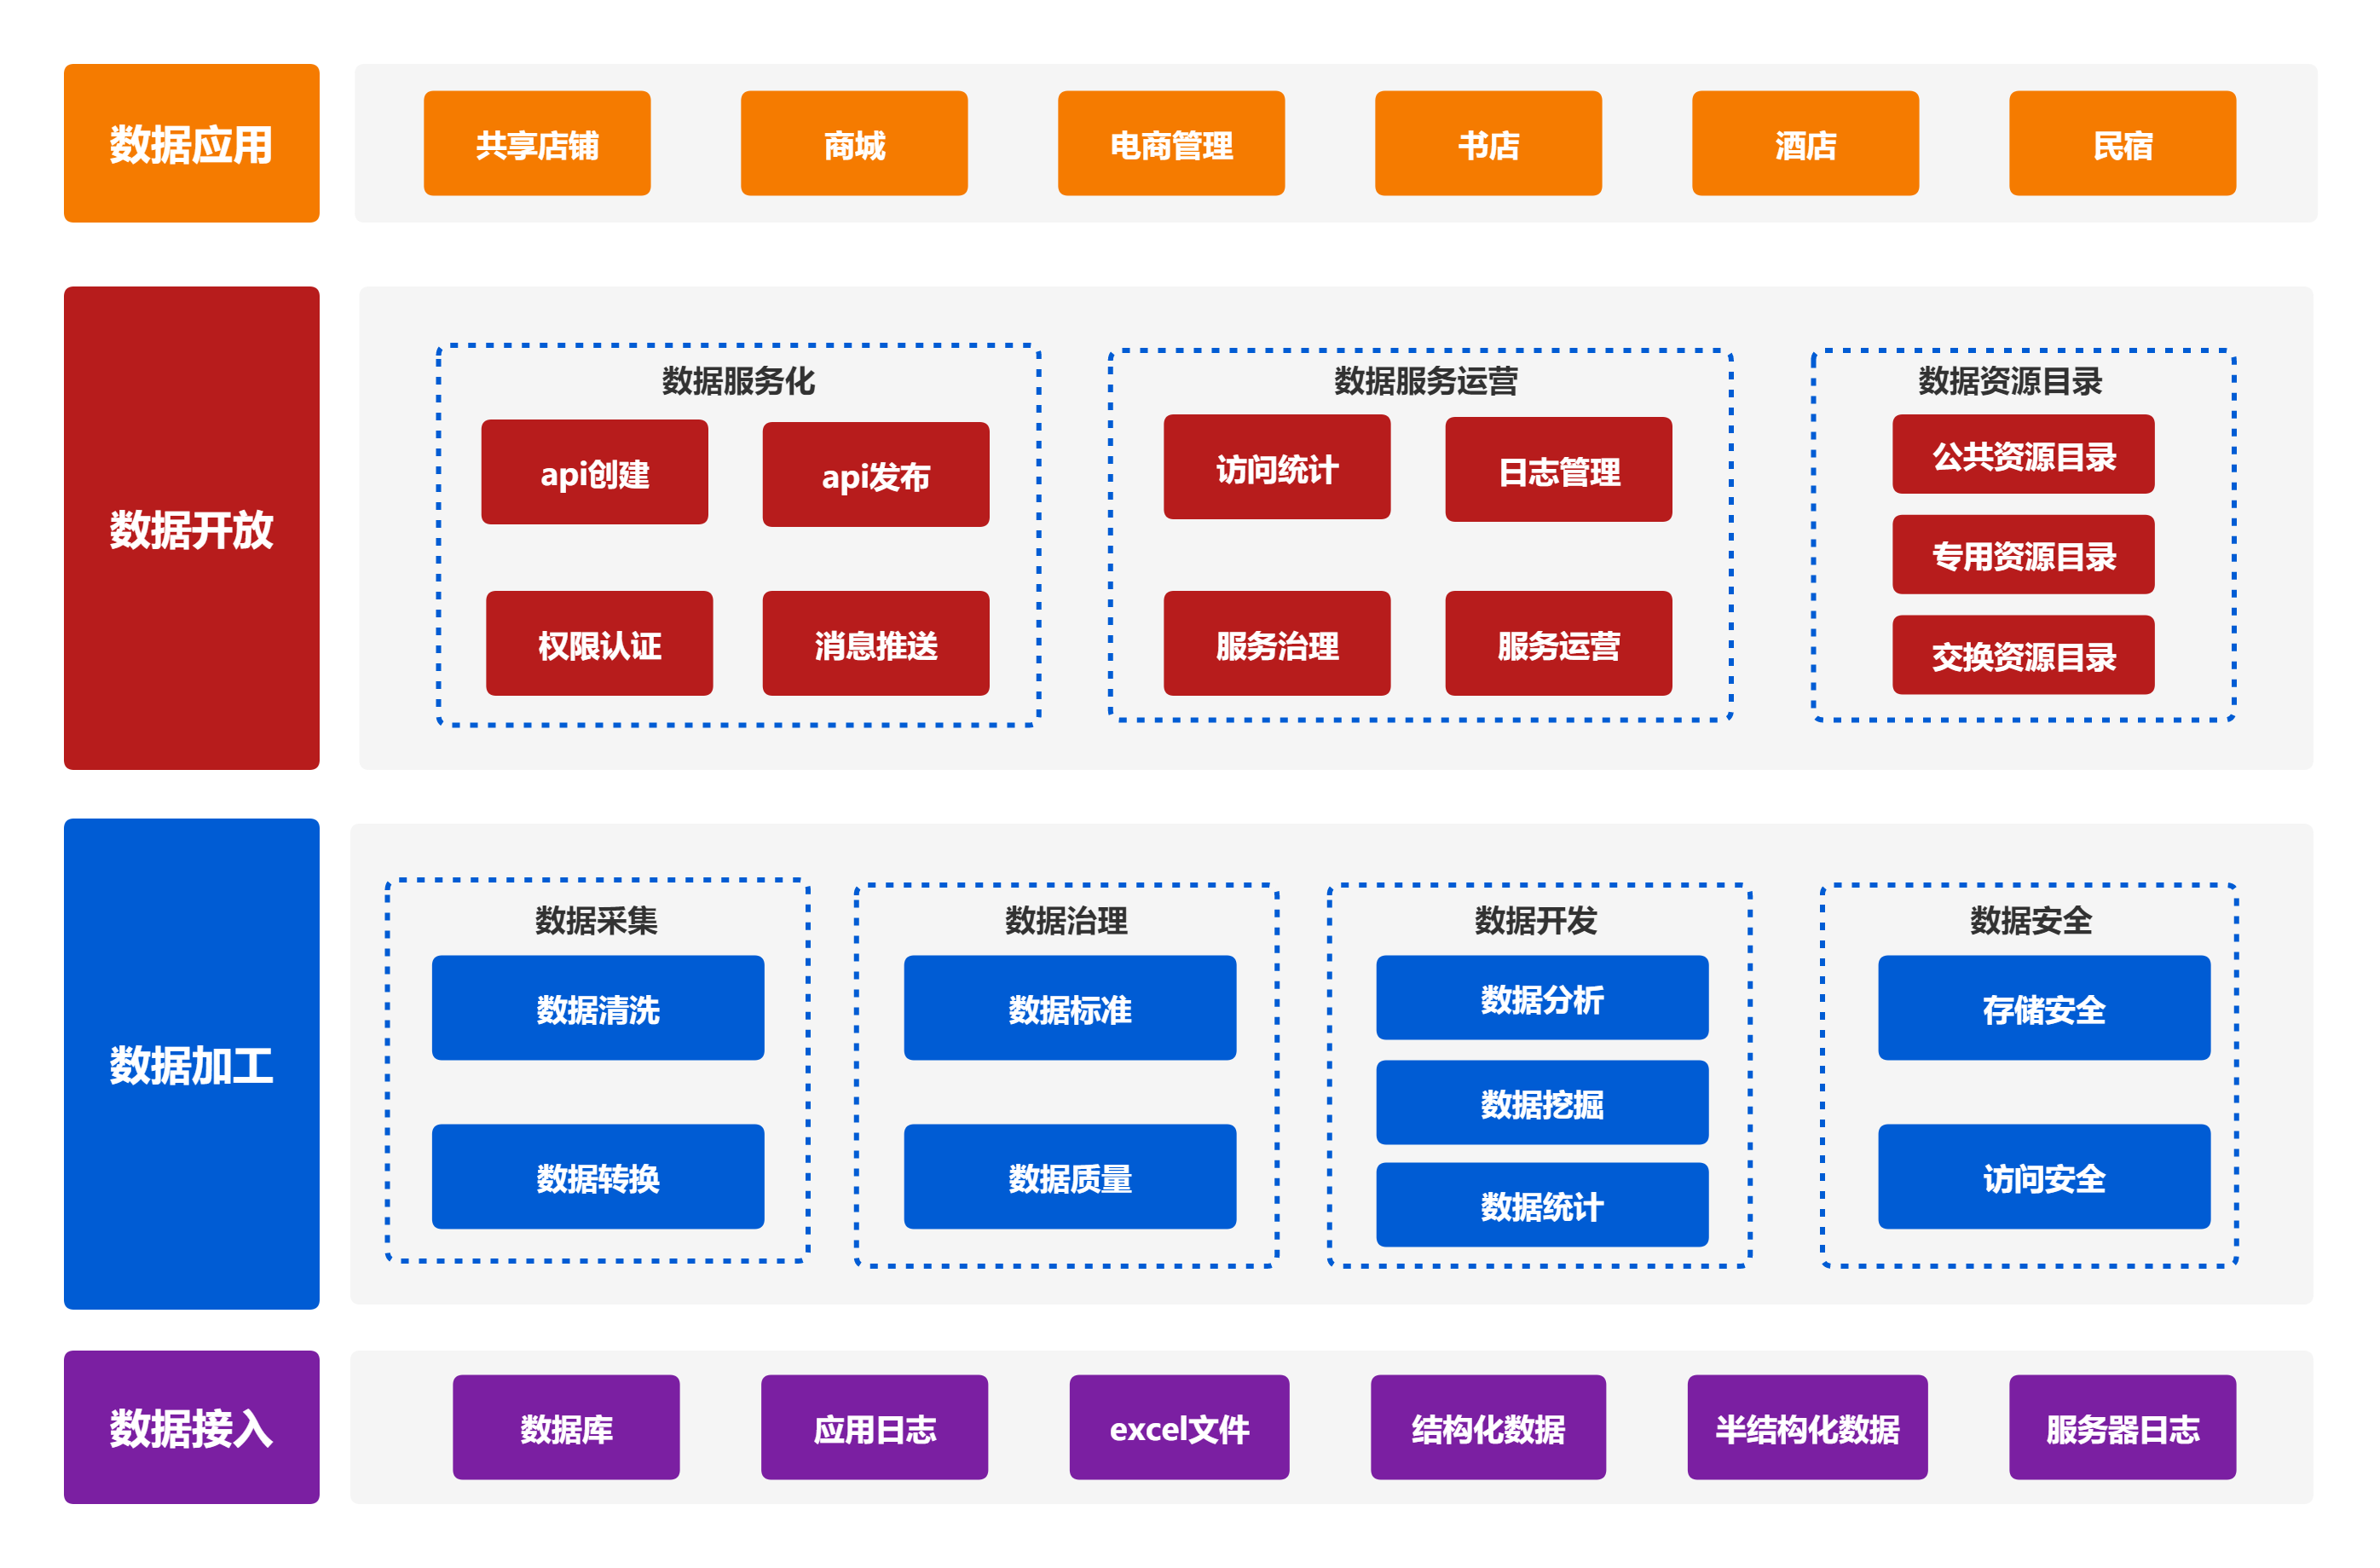 数据应用
共享店铺
商城
电商管理
书店
酒店
民宿
数据开放
数据服务化
api创建
api发布
权限认证
消息推送
数据服务运营
访问统计
日志管理
服务治理
服务运营
数据资源目录
公共资源目录
专用资源目录
交换资源目录
数据加工
数据采集
数据清洗
数据转换
数据治理
数据标准
数据质量
数据开发
数据分析
数据挖掘
数据统计
数据安全
存储安全
访问安全
数据接入
数据库
应用日志
excel文件
结构化数据
半结构化数据
服务器日志